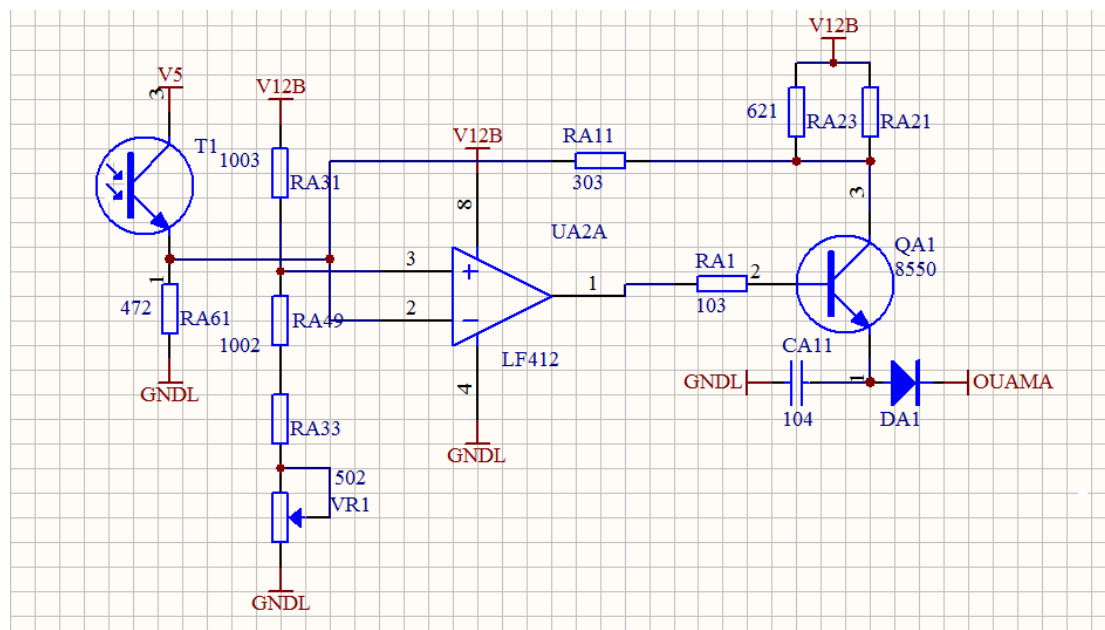 V12B
V5
3
V12B
621
RA23
RA21
V12B
RA11
T1
1003
RA31
303
8
3
UA2A
QA1
8550
3
RA1
2
1
1
472
RA61
RA49
1002
2
103
LF412
CA11
4
GNDL
GNDL
1
OUAMA
104
DA1
RA33
GNDL
502
VR1
GNDL